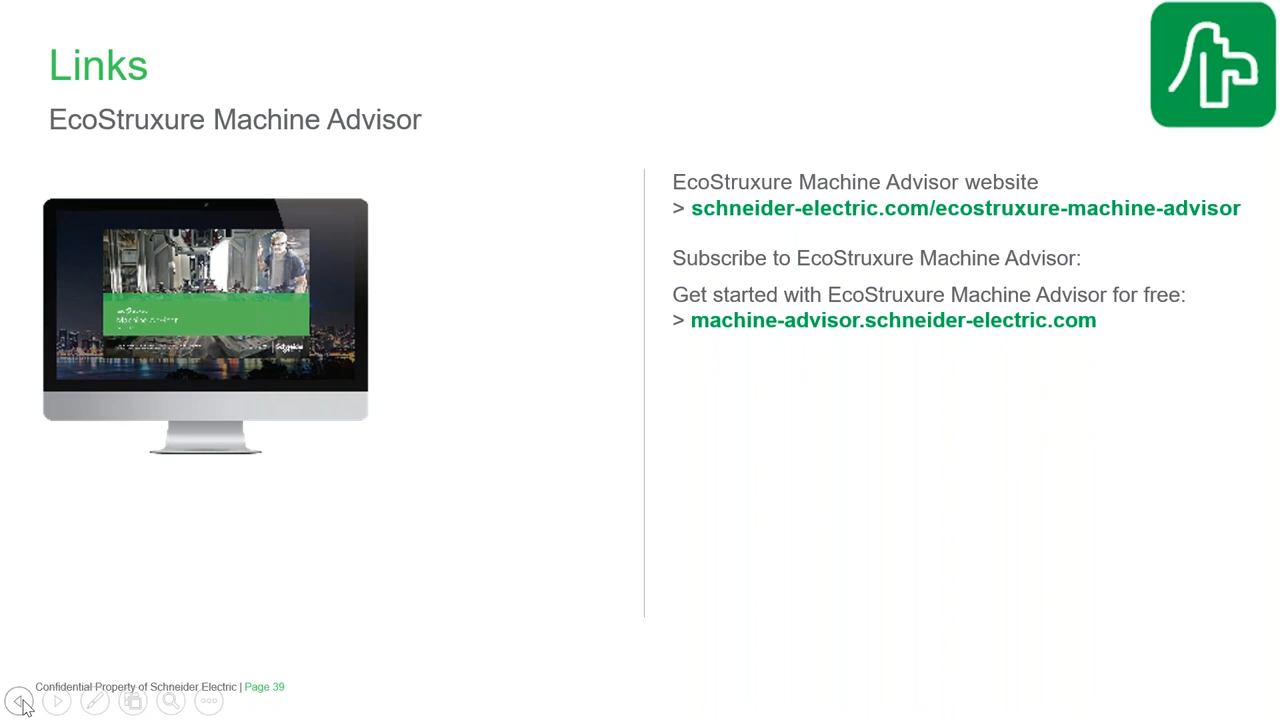 Links
EcoStruxure Machine Advisor
EcoStruxure Machine Advisor website
> schneider-electric.com/ecostruxure-machine-advisor
Subscribe to EcoStruxure Machine Advisor:
Get started with EcoStruxure Machine Advisor for free:
> machine-advisor.schneider-electric.com
Machine Advisor
Confidential Property of Schneider Electric | Page 39